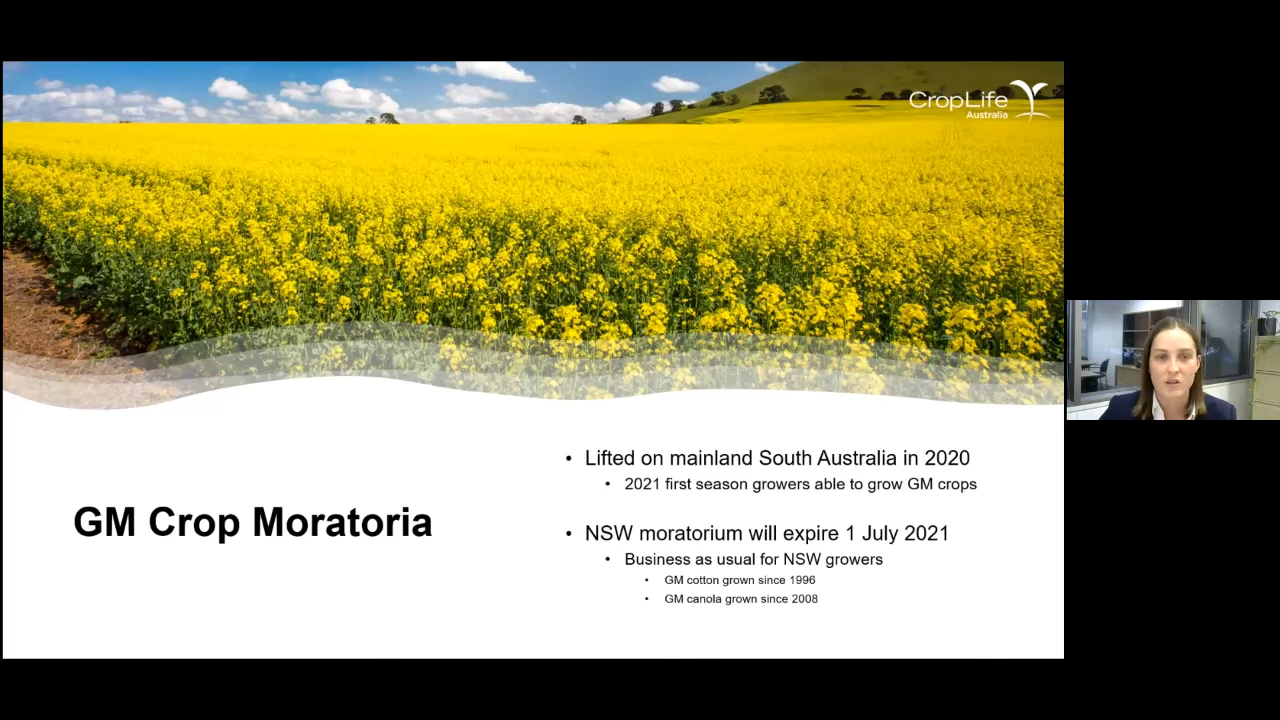 CropLife
Australia
GM Crop Moratoria
• Lifted on mainland South Australia in 2020
• 2021 first season growers able to grow GM crops
• NSW moratorium will expire 1 July 2021
• Business as usual for NSW growers
• GM cotton grown since 1996
• GM canola grown since 2008